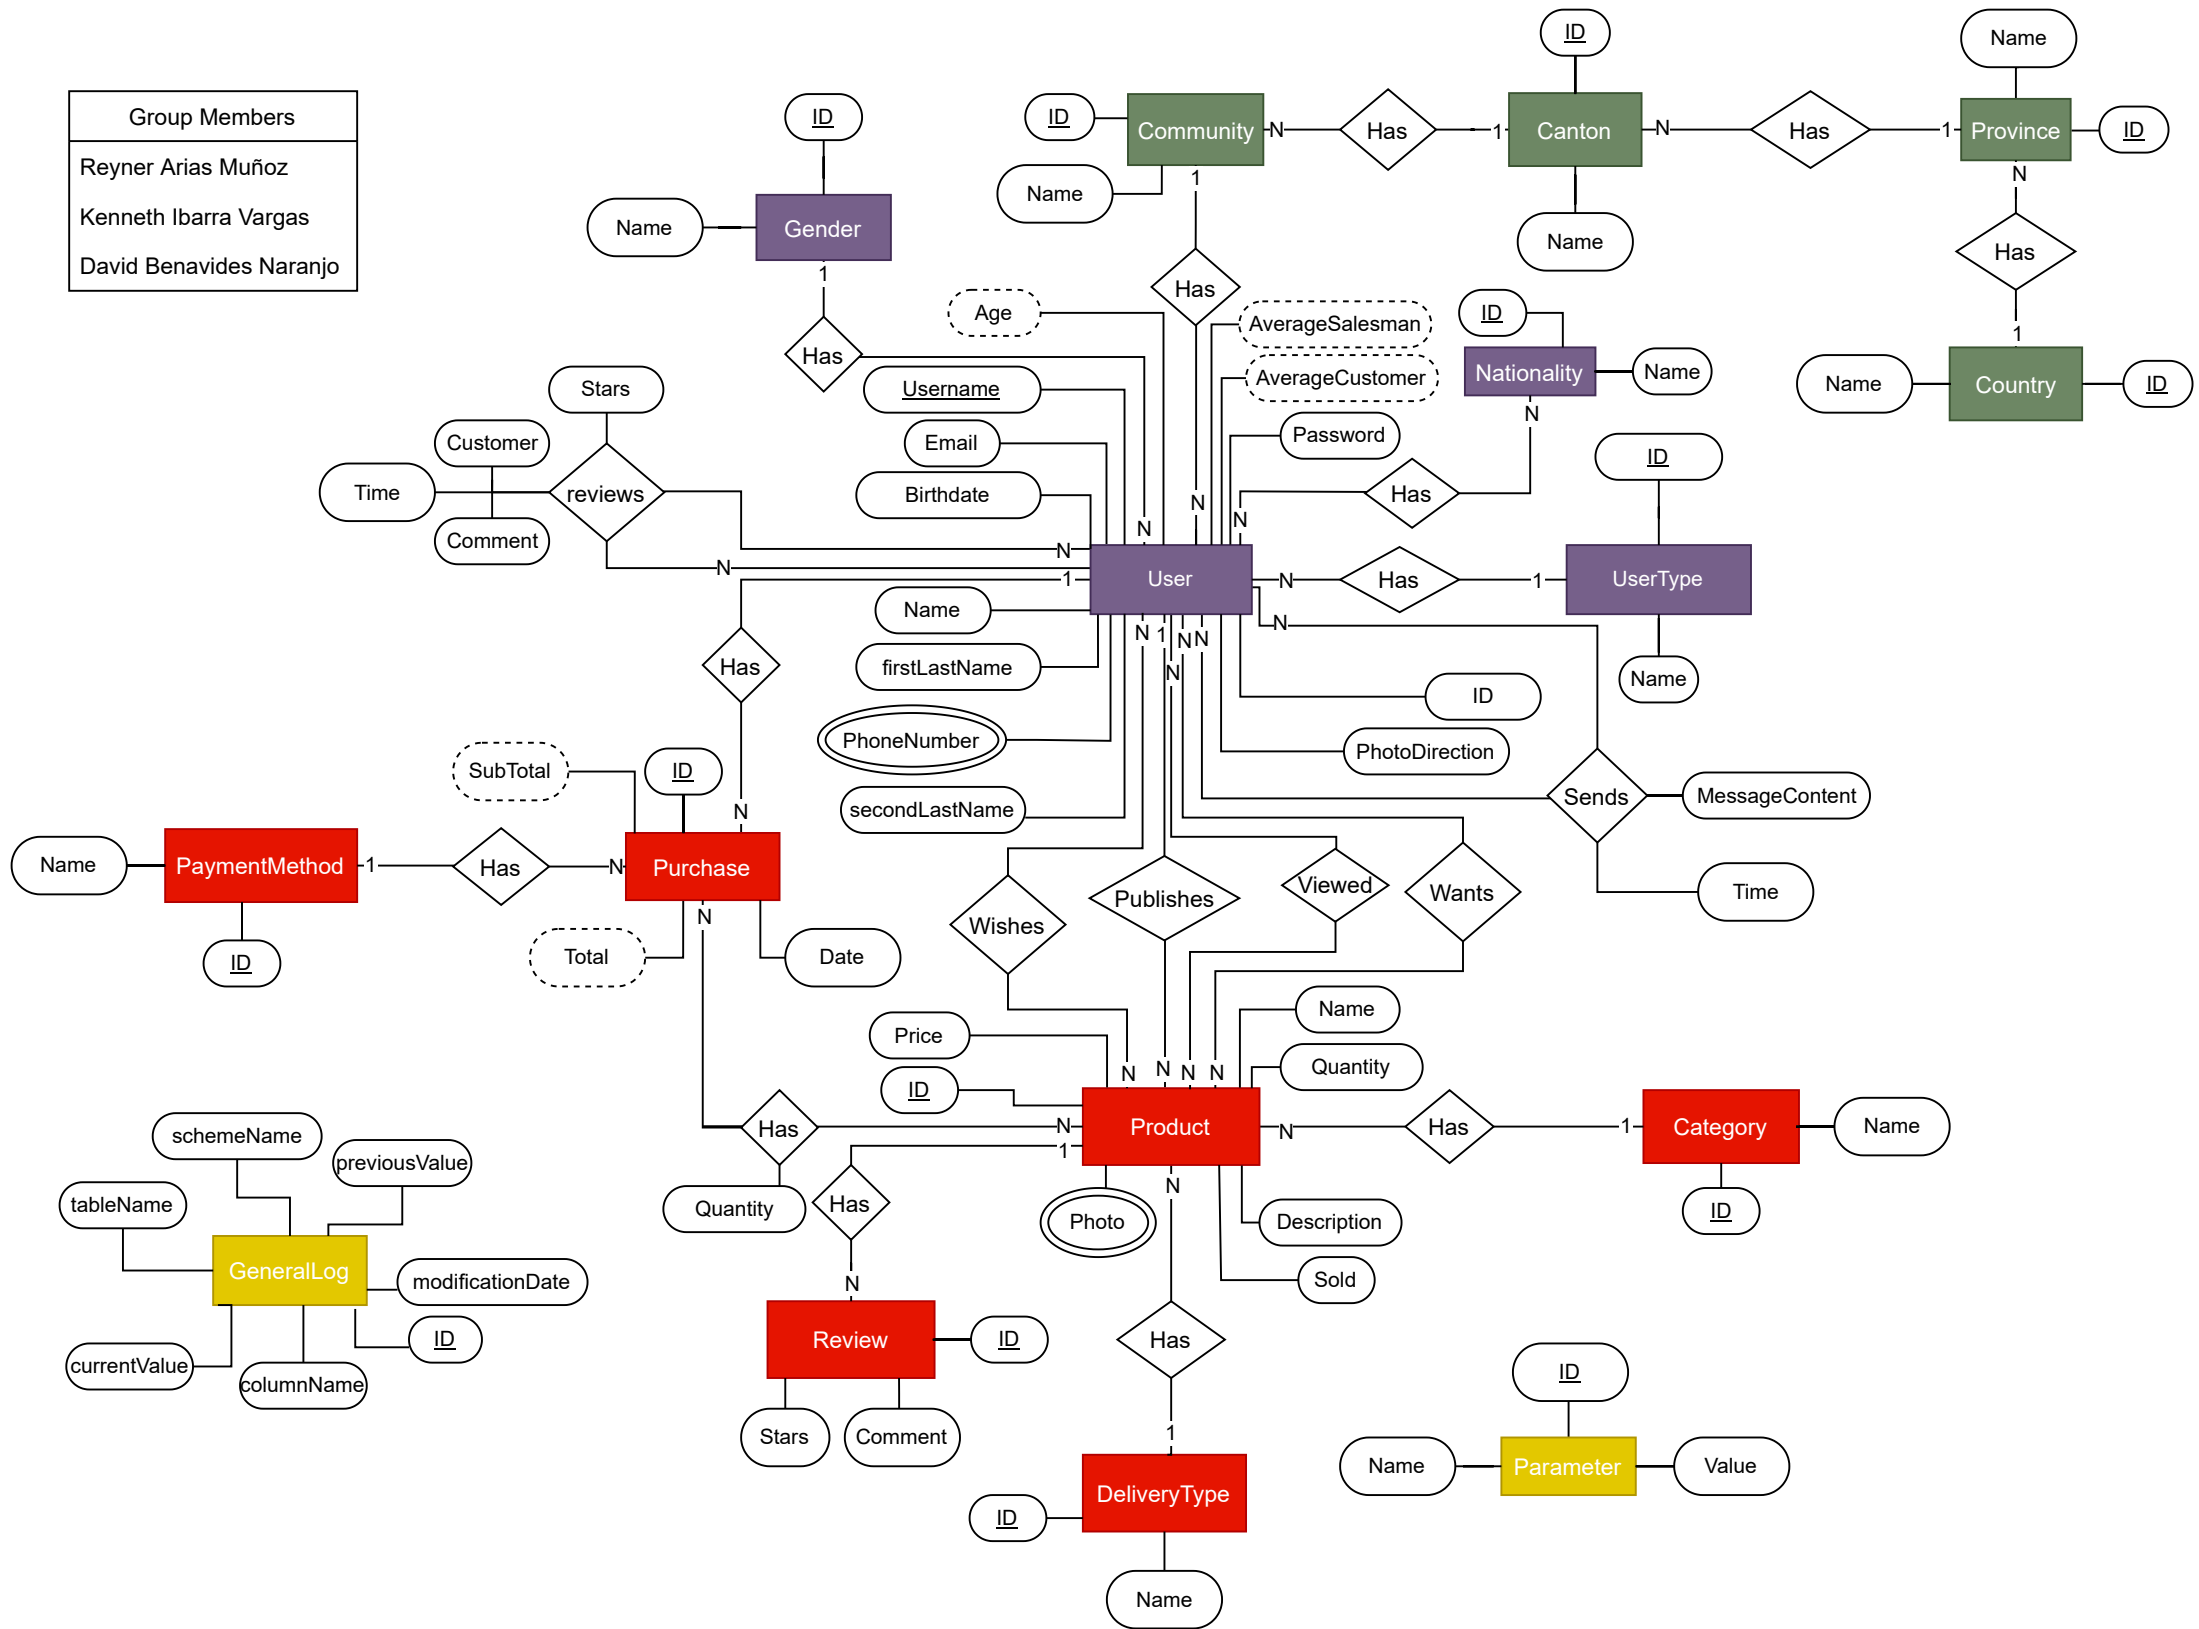 ID
Name
Group Members
Reyner Arias Muñoz
Kenneth Ibarra Vargas
David Benavides Naranjo
ID
ID
Community
N
Has
1
Canton
N
Has
1
Province
ID
Name
1
N
Name
Gender
Name
Has
1
Has
Has
Age
AverageSalesman
ID
1
Name
Nationality
Name
Country
ID
Stars
Username
AverageCustomer
N
Customer
Email
Password
ID
Time
reviews
Birthdate
N
Has
N
N
Comment
N
N
1
User
N
Has
1
UserType
Name
N
1
N
N
N
Has
firstLastName
N
Name
ID
PhoneNumber
PhotoDirection
SubTotal
ID
Sends
MessageContent
secondLastName
N
Name
PaymentMethod
1
Has
N
Purchase
Viewed
Wants
Time
Publishes
N
Wishes
ID
Total
Date
Name
Price
Quantity
N
N
N
N
ID
schemeName
Has
N
Product
N
Has
1
Category
Name
1
previousValue
N
tableName
Quantity
Has
Photo
Description
ID
GeneralLog
modificationDate
N
Sold
currentValue
ID
Review
ID
Has
columnName
ID
Stars
Comment
1
Name
Parameter
Value
DeliveryType
ID
Name